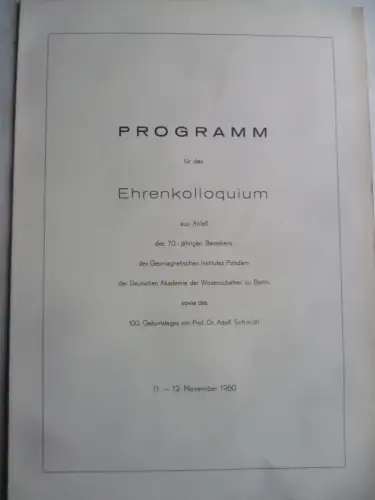 PROGRAMM
für das
Ehrenkolloquium
aus Anlaß
des 70-jährigen Bestehens
des Geomagnetischen Institutes Potsdam
der Deutschen Akademie der Wissenschaften zu Berlin
sowie des
100. Geburtstages von Prof. Dr. Adolf Schmidt
11. — 12. November 1960